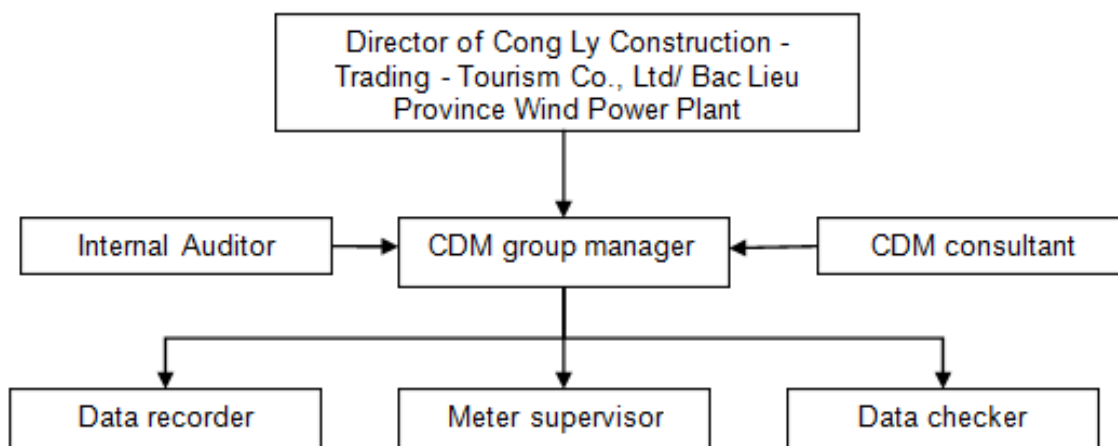 Director of Cong Ly Construction -
Trading - Tourism Co., Ltd/ Bac Lieu
Province Wind Power Plant
Internal Auditor
CDM group manager
CDM consultant
Data recorder
Meter supervisor
Data checker